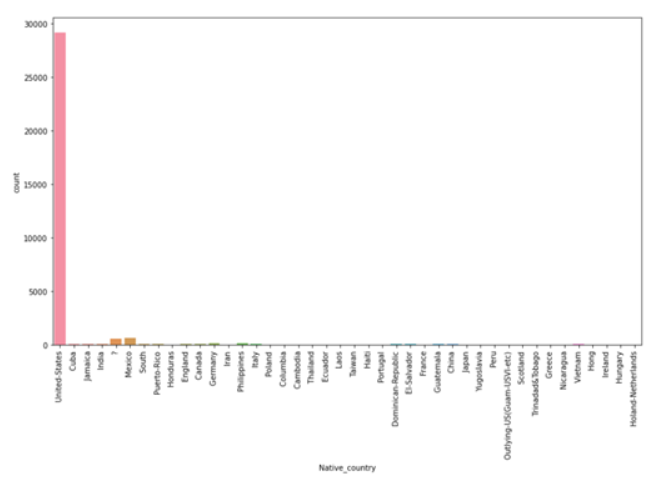 30000
25000
20000
15000
10000
5000
0
count
United-States
Cuba
Jamaica
India
?
Mexico
South
Puerto-Rico
Honduras
England
Canada
Germany
Iran
Philippines
Italy
Poland
Columbia
Cambodia
Thailand
Ecuador
Laos
Taiwan
Haiti
Portugal
Dominican-Republic
El-Salvador
France
Guatemala
China
Japan
Yugoslavia
Peru
Outlying-US(Guam-USVI-etc)
Scotland
Trinadad&Tobago
Greece
Nicaragua
Vietnam
Hong
Ireland
Hungary
Holand-Netherlands
Native_country